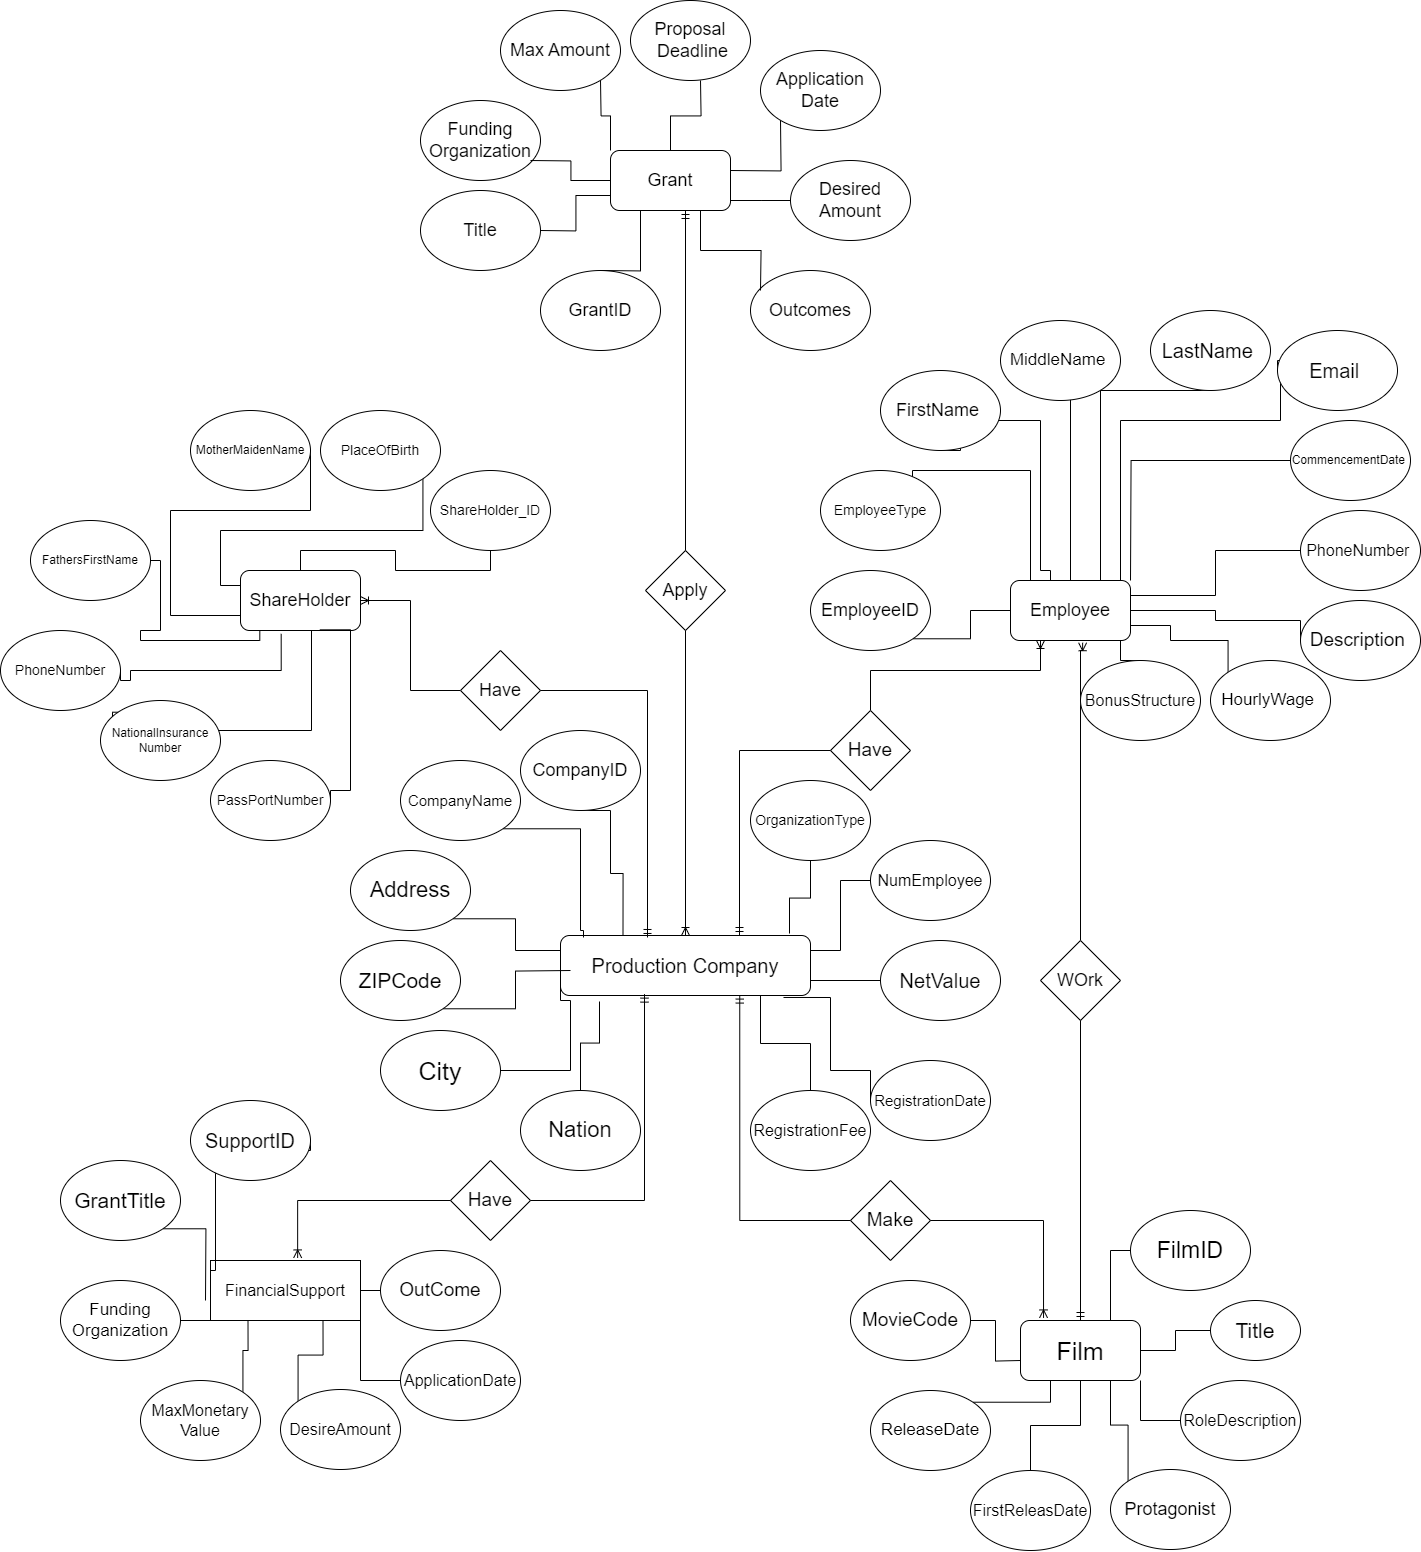 Max Amount
Proposal
Deadline
Application
Date
Funding
Organization
Grant
Desired
Amount
Title
GrantID
Outcomes
MiddleName
LastName
Email
FirstName
MotherMaidenName
PlaceOfBirth
CommencementDate
ShareHolder_ID
EmployeeType
FathersFirstName
PhoneNumber
ShareHolder
Apply
EmployeeID
Employee
Description
PhoneNumber
Have
BonusStructure
HourlyWage
NationalInsurance
Number
Have
CompanyID
PassPortNumber
CompanyName
OrganizationType
Address
NumEmployee
Production Company
ZIPCode
NetValue
WOrk
City
RegistrationDate
Nation
RegistrationFee
SupportID
GrantTitle
Have
Make
FilmID
FinancialSupport
OutCome
Funding
Organization
MovieCode
Title
Film
ApplicationDate
MaxMonetary
Value
DesireAmount
ReleaseDate
RoleDescription
FirstReleasDate
Protagonist